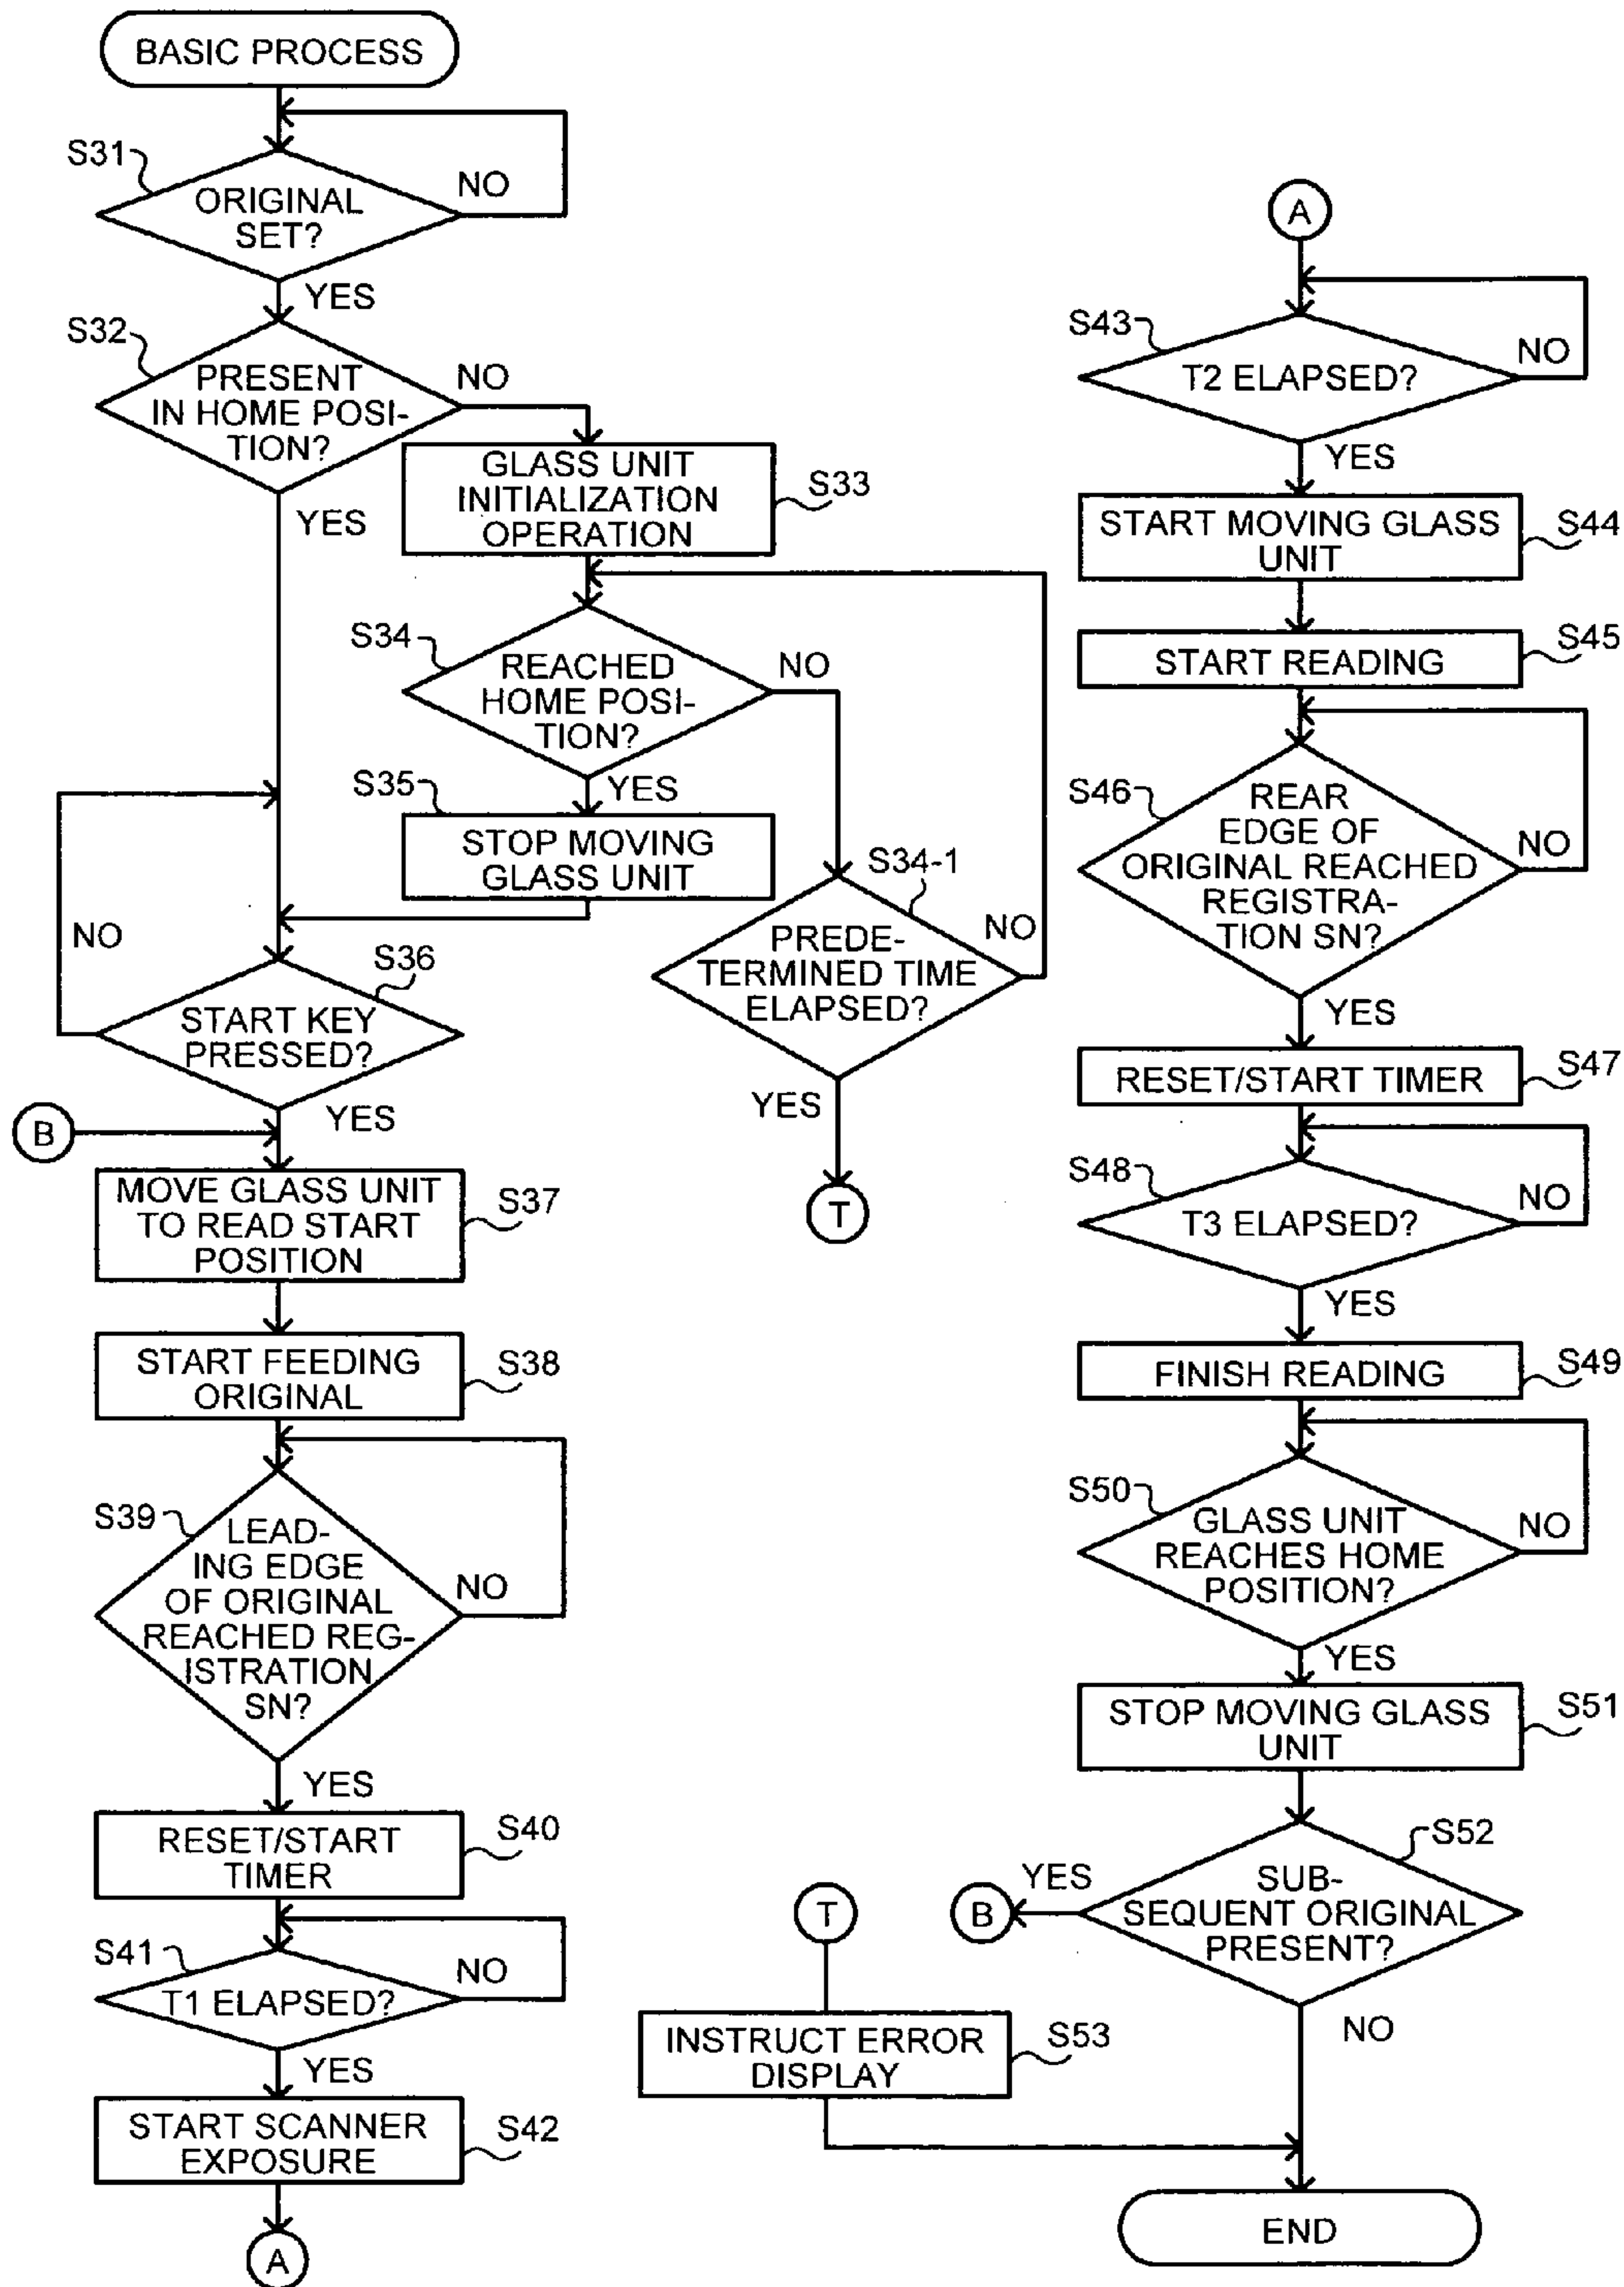 BASIC PROCESS
S31
ORIGINAL
SET?
NO
YES
S32
PRESENT
IN HOME POSI-
TION?
NO
YES
GLASS UNIT
INITIALIZATION
OPERATION
S33
S34
REACHED
HOME POSI-
TION?
NO
YES
S35
STOP MOVING
GLASS UNIT
S34-1
PREDE-
TERMINED TIME
ELAPSED?
NO
YES
T
NO
S36
START KEY
PRESSED?
YES
B
MOVE GLASS UNIT
TO READ START
POSITION
S37
START FEEDING
ORIGINAL
S38
S39
LEAD-
ING EDGE
OF ORIGINAL
REACHED REG-
ISTRATION
SN?
NO
YES
RESET/START
TIMER
S40
S41
T1 ELAPSED?
NO
YES
START SCANNER
EXPOSURE
S42
A
A
S43
T2 ELAPSED?
NO
YES
START MOVING GLASS
UNIT
S44
START READING
S45
S46
REAR
EDGE OF
ORIGINAL REACHED
REGISTRA-
TION SN?
NO
YES
RESET/START TIMER
S47
S48
T3 ELAPSED?
NO
YES
FINISH READING
S49
S50
GLASS UNIT
REACHES HOME
POSITION?
NO
YES
STOP MOVING GLASS
UNIT
S51
S52
SUB-
SEQUENT ORIGINAL
PRESENT?
YES
B
NO
T
INSTRUCT ERROR
DISPLAY
S53
END